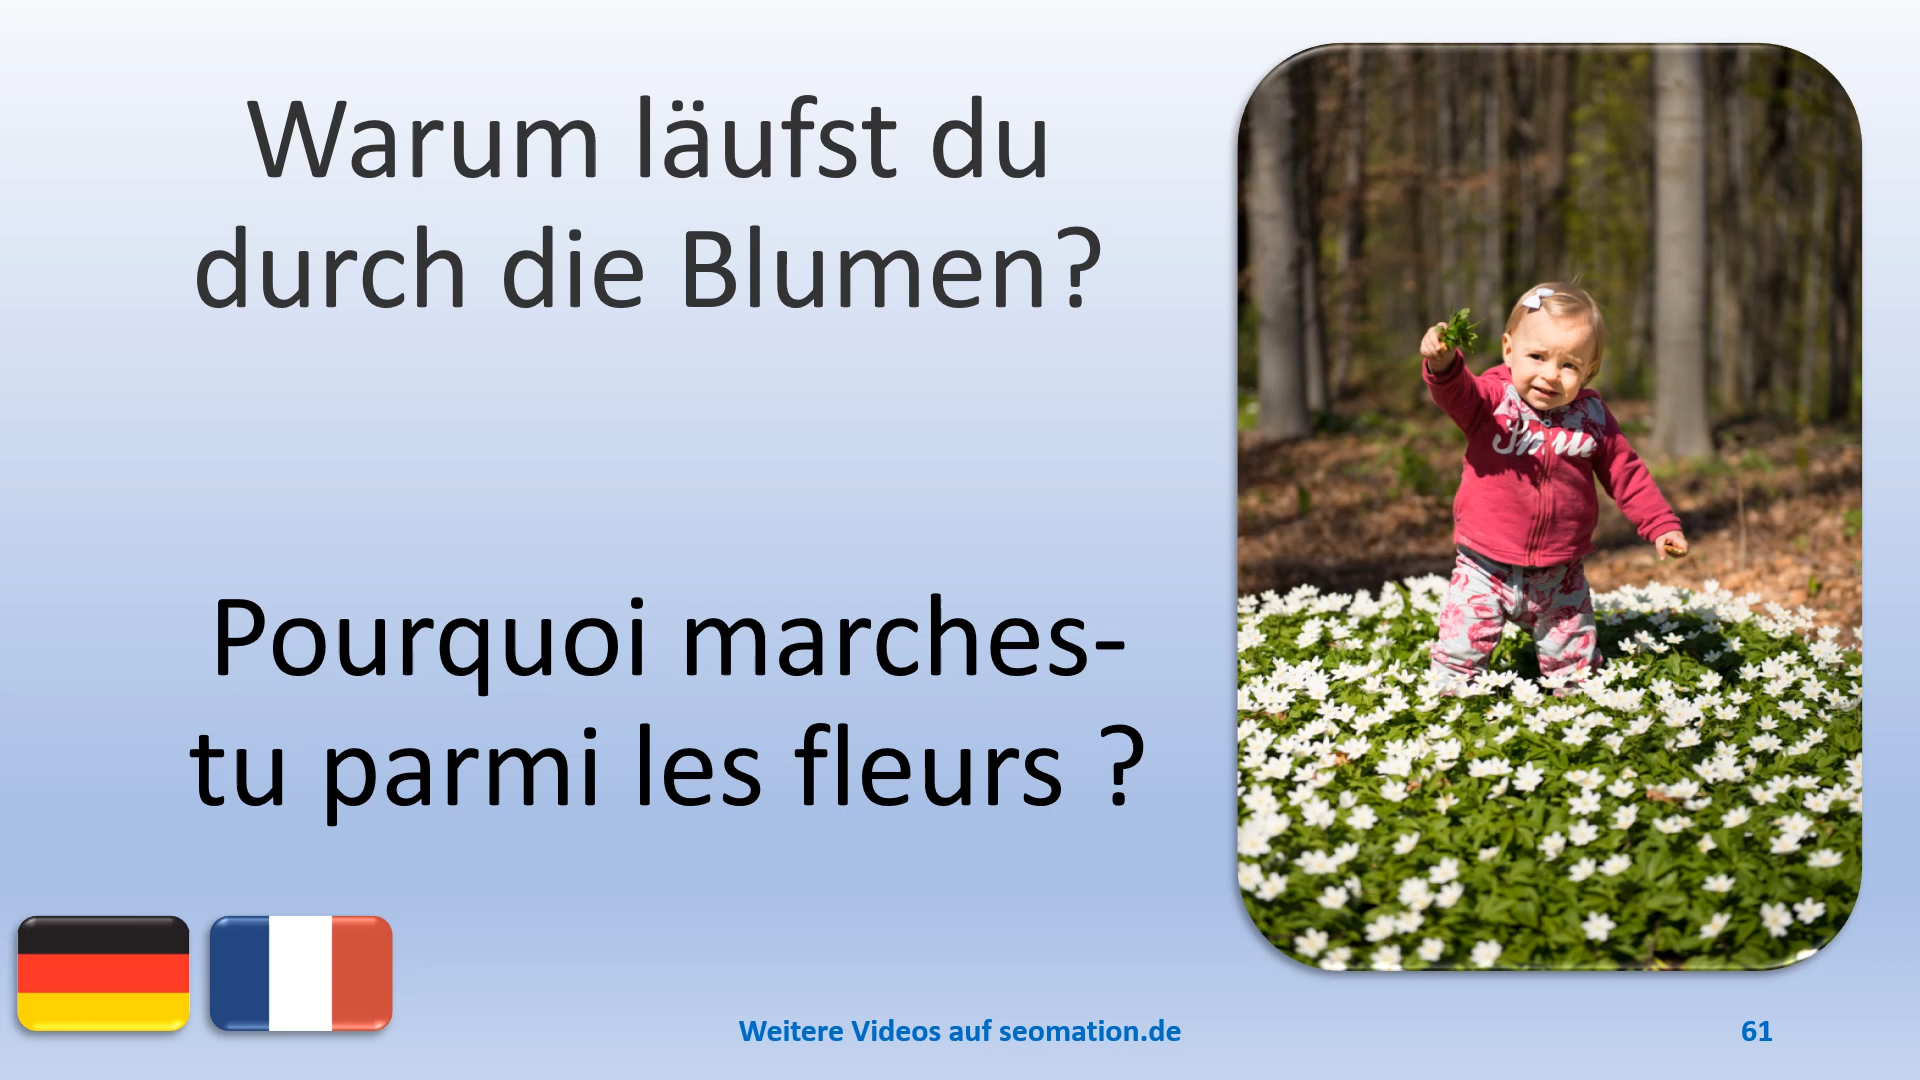 Warum läufst du
durch die Blumen?
Pourquoi marches-
tu parmi les fleurs ?
Weitere Videos auf seomation.de
61